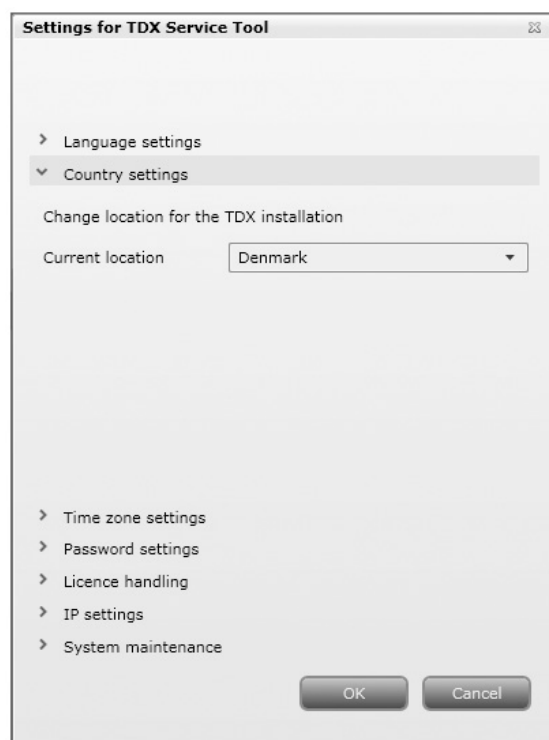 Settings for TDX Service Tool
Language settings
Country settings
Change location for the TDX installation
Current location Denmark
Time zone settings
Password settings
Licence handling
IP settings
System maintenance
OK Cancel